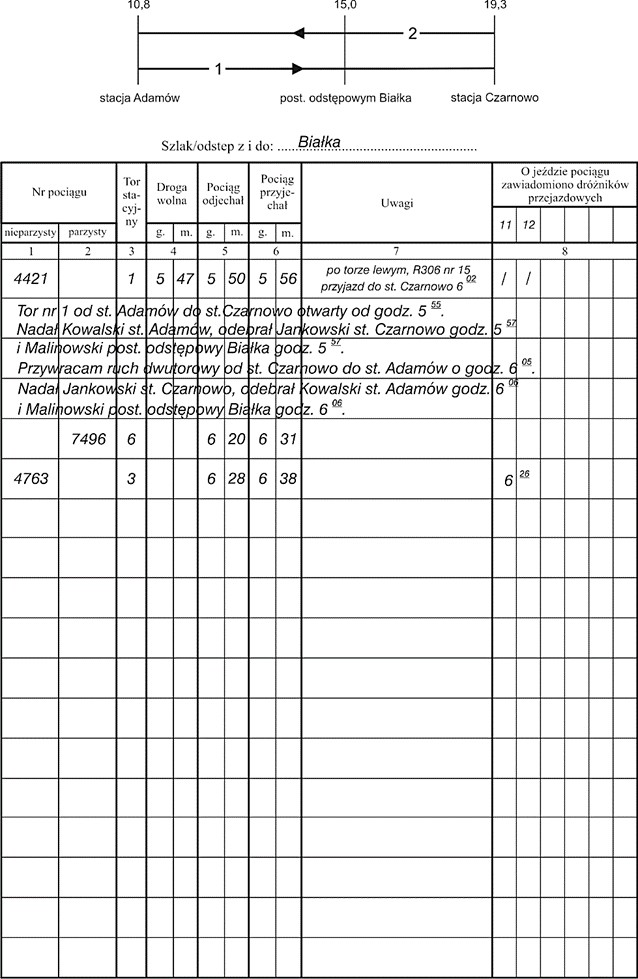 10,8 15,0 19,3
2
1
stacja Adamów post. odstępowym Białka stacja Czarnowo
Szlak/odstęp z i do: Białka
Nr pociągu Tor sta-cyj-ny Droga wolna Pociąg odjechał Pociąg przyje-chał Uwagi O jeździe pociągu zawiadomiono dróżników przejazdowych
nieparzysty parzysty g. m. g. m. g. m. 11 12
1 2 3 4 5 6 7 8
4421 1 5 47 5 50 5 56 po torze lewym, R306 nr 15 / /
przyjazd do st. Czarnowo 6 02
Tor nr 1 od st. Adamów do st.Czarnowo otwarty od godz. 5 55.
Nadał Kowalski st. Adamów, odebrał Jankowski st. Czarnowo godz. 5 57
i Malinowski post. odstępowy Białka godz. 5 57.
Przywracam ruch dwutorowy od st. Czarnowo do st. Adamów o godz. 6 05.
Nadał Jankowski st. Czarnowo, odebrał Kowalski st. Adamów godz. 6 06
i Malinowski post. odstępowy Białka godz. 6 06.
7496 6 6 20 6 31
4763 3 6 28 6 38 6 26